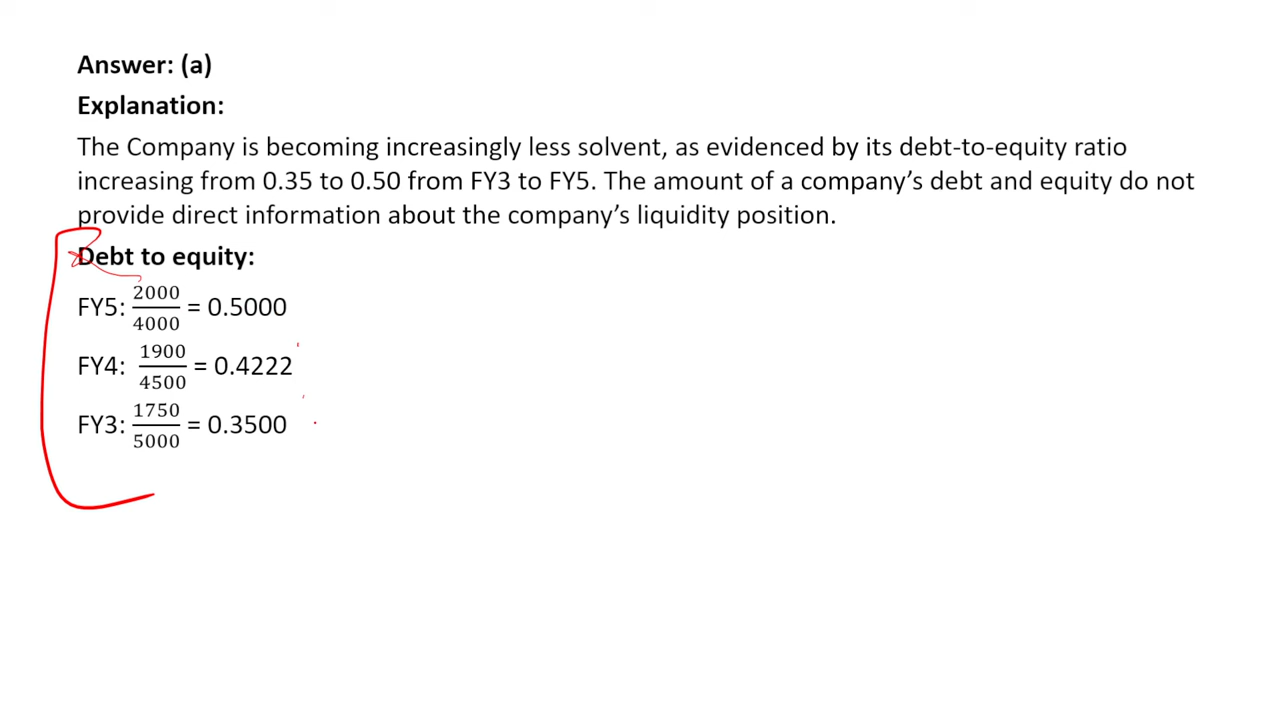 Answer: (a)
Explanation:
The Company is becoming increasingly less solvent, as evidenced by its debt-to-equity ratio
increasing from 0.35 to 0.50 from FY3 to FY5. The amount of a company’s debt and equity do not
provide direct information about the company’s liquidity position.
Debt to equity:
FY5: 2000/4000 = 0.5000
FY4: 1900/4500 = 0.4222
FY3: 1750/5000 = 0.3500